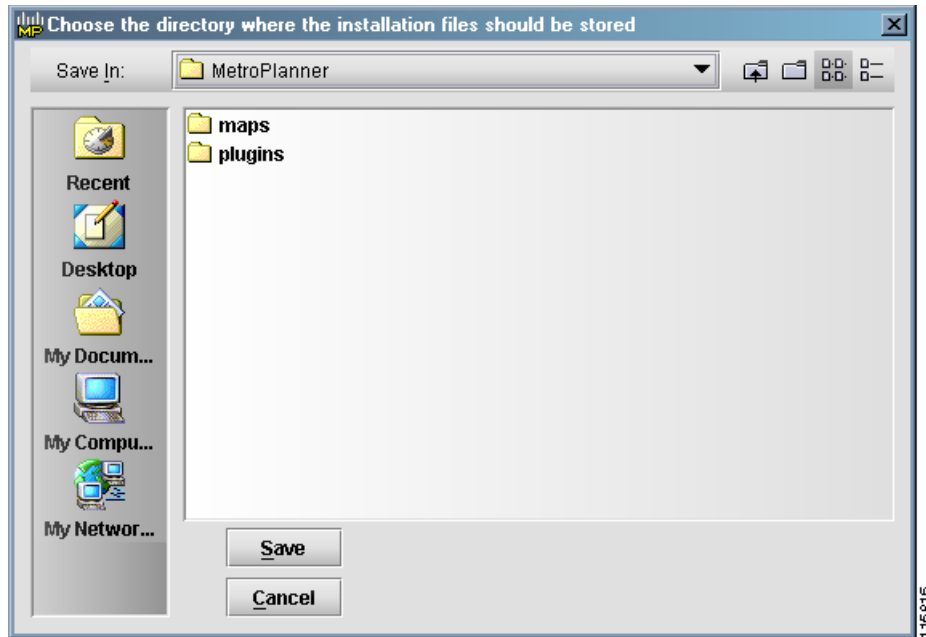 MP Choose the directory where the installation files should be stored
Save In:
MetroPlanner
maps
plugins
Recent
Desktop
My Docum...
My Compu...
My Networ...
Save
Cancel
115815